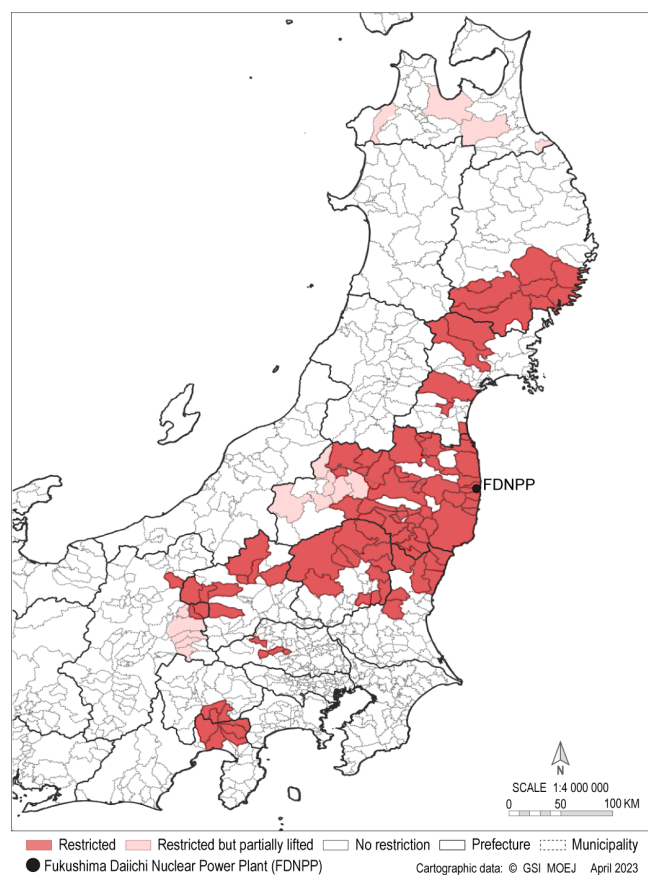 FDNPP
N
SCALE 1:4 000 000
0 50 100 KM
Restricted Restricted but partially lifted No restriction Prefecture Municipality
Fukushima Daiichi Nuclear Power Plant (FDNPP) Cartographic data: © GSI MOEJ April 2023